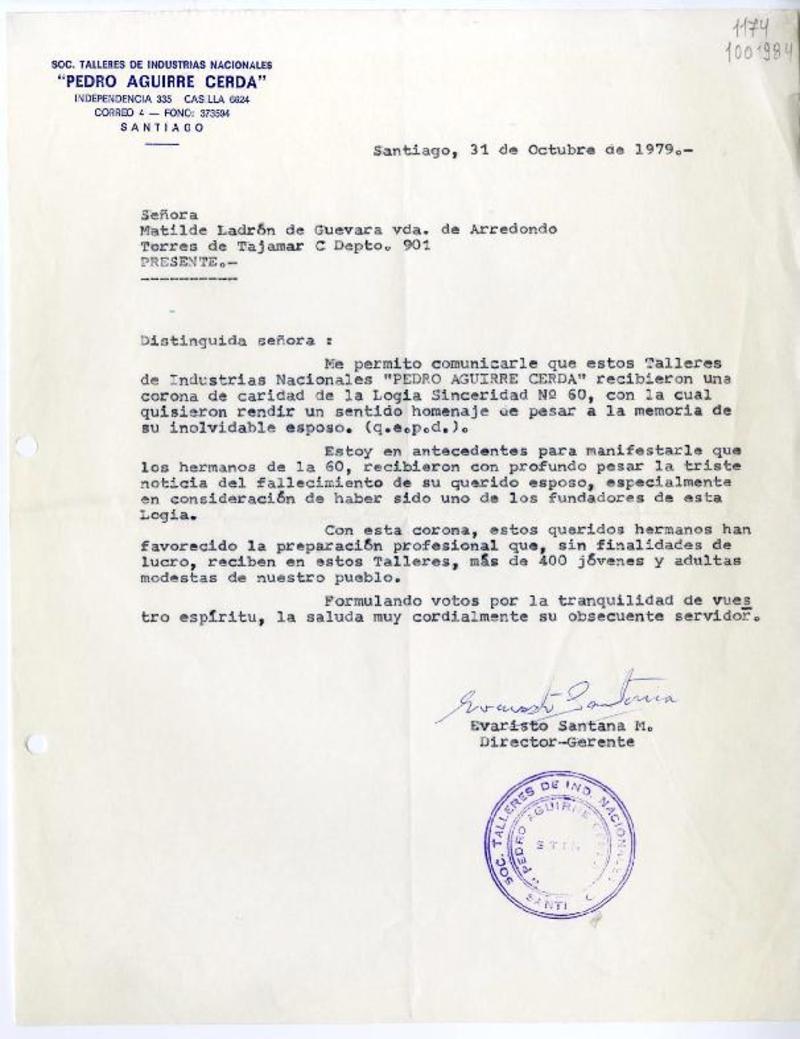 1174
1001984
SOC. TALLERES DE INDUSTRIAS NACIONALES
"PEDRO AGUIRRE CERDA"
INDEPENDENCIA 335 CASILLA 6624
CORREO 4 — FONO: 373594
SANTIAGO
Santiago, 31 de Octubre de 1979.-
Señora
Matilde Ladrón de Guevara vda. de Arredondo
Torres de Tajamar C Depto. 901
PRESENTE.-
Distinguida señora :
Me permito comunicarle que estos Talleres
de Industrias Nacionales "PEDRO AGUIRRE CERDA" recibieron una
corona de caridad de la Logia Sinceridad Nº 60, con la cual
quisieron rendir un sentido homenaje de pesar a la memoria de
su inolvidable esposo. (q.e.p.d.).
Estoy en antecedentes para manifestarle que
los hermanos de la 60, recibieron con profundo pesar la triste
noticia del fallecimiento de su querido esposo, especialmente
en consideración de haber sido uno de los fundadores de esta
Logia.
Con esta corona, estos queridos hermanos han
favorecido la preparación profesional que, sin finalidades de
lucro, reciben en estos Talleres, más de 400 jóvenes y adultas
modestas de nuestro pueblo.
Formulando votos por la tranquilidad de vues
tro espíritu, la saluda muy cordialmente su obsecuente servidor.
Evaristo Santana
Evaristo Santana M.
Director-Gerente
SOC. TALLERES DE IND. NACIONALES
"PEDRO AGUIRRE
STIN